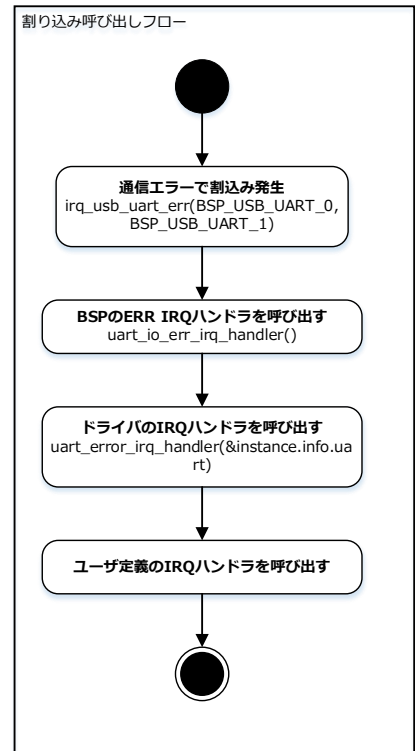 割り込み呼び出しフロー
通信エラーで割込み発生
irq_usb_uart_err(BSP_USB_UART_0,
BSP_USB_UART_1)
BSPのERR IRQハンドラを呼び出す
uart_io_err_irq_handler()
ドライバのIRQハンドラを呼び出す
uart_error_irq_handler(&instance.info.ua
rt)
ユーザ定義のIRQハンドラを呼び出す